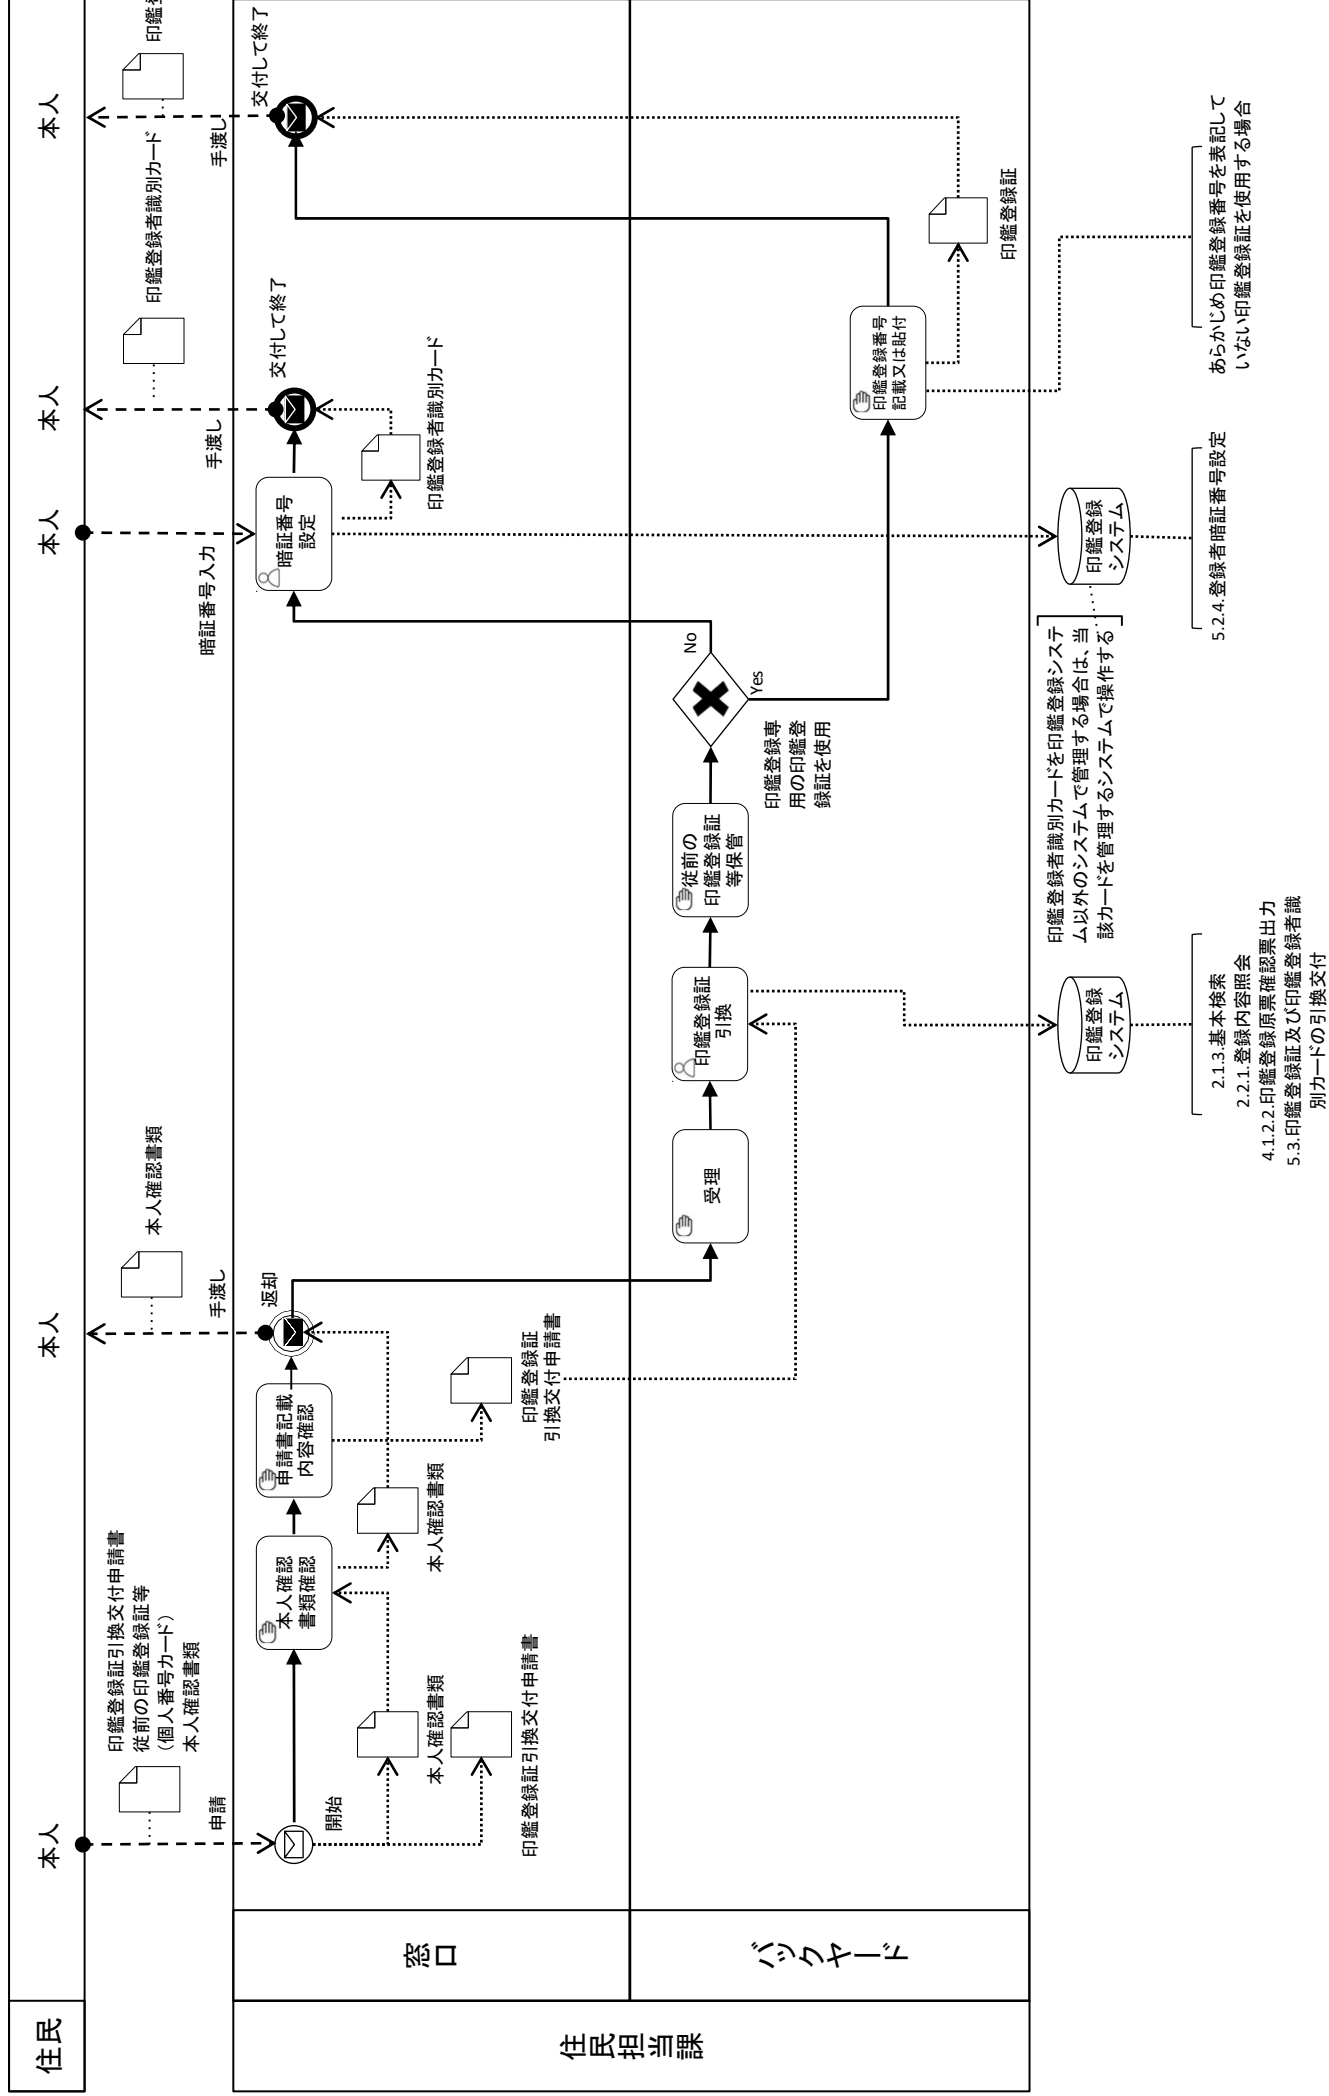 住民
本人
本人
本人
本人
本人
印鑑登録証引換交付申請書
従前の印鑑登録証等
（個人番号カード）
本人確認書類
申請
本人確認書類
手渡し
暗証番号入力
手渡し
印鑑登録者識別カード
手渡し
印鑑
住民担当課
窓口
開始
本人確認書類
印鑑登録証引換交付申請書
本人確認
書類確認
本人確認書類
申請書記載
内容確認
印鑑登録証
引換交付申請書
返却
暗証番号
設定
印鑑登録者識別カード
交付して終了
交付して終了
バックヤード
受理
印鑑登録証
引換
従前の
印鑑登録証
等保管
印鑑登録専
用の印鑑登
録証を使用
No
Yes
印鑑登録番号
記載又は貼付
印鑑登録証
印鑑登録
システム
2.1.3.基本検索
2.2.1.登録内容照会
4.1.2.2.印鑑登録原票確認票出力
5.3.印鑑登録証及び印鑑登録者識
別カードの引換交付
印鑑登録者識別カードを印鑑登録システ
ム以外のシステムで管理する場合は、当
該カードを管理するシステムで操作する
印鑑登録
システム
5.2.4.登録者暗証番号設定
あらかじめ印鑑登録番号を表記して
いない印鑑登録証を使用する場合